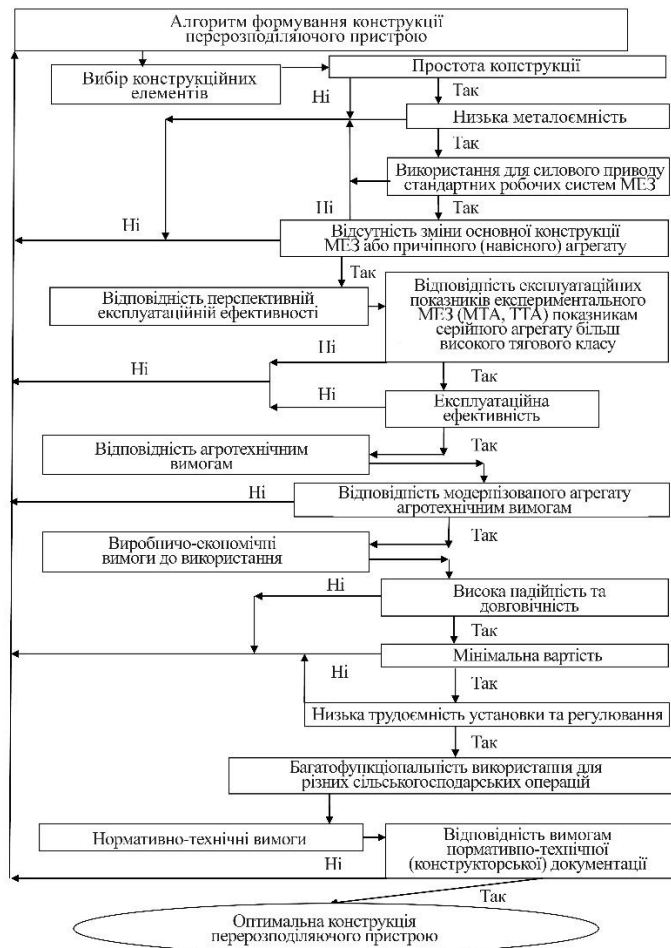 Алгоритм формування конструкції
перерозподіляючого пристрою
Вибір конструкційних
елементів
Простота конструкції
Ні
Так
Низька металоємність
Так
Використання для силового приводу
стандартних робочих систем МЕЗ
Ні
Ні
Так
Відсутність зміни основної конструкції
МЕЗ або причіпного (навісного) агрегату
Так
Відповідність перспективній
експлуатаційній ефективності
Відповідність експлуатаційних
показників експериментального
МЕЗ (МТА, ТТА) показникам
серійного агрегату більш
високого тягового класу
Ні
Ні
Так
Експлуатаційна
ефективність
Ні
Так
Відповідність агротехнічним
вимогам
Ні
Відповідність модернізованого агрегату
агротехнічним вимогам
Так
Виробничо-економічні
вимоги до використання
Ні
Висока надійність та
довговічність
Так
Мінімальна вартість
Ні
Так
Низька трудоємність установки та регулювання
Так
Багатофункціональність використання для
різних сільськогосподарських операцій
Нормативно-технічні вимоги
Ні
Відповідність вимогам
нормативно-технічної
(конструкторської) документації
Так
Оптимальна конструкція
перерозподіляючого пристрою